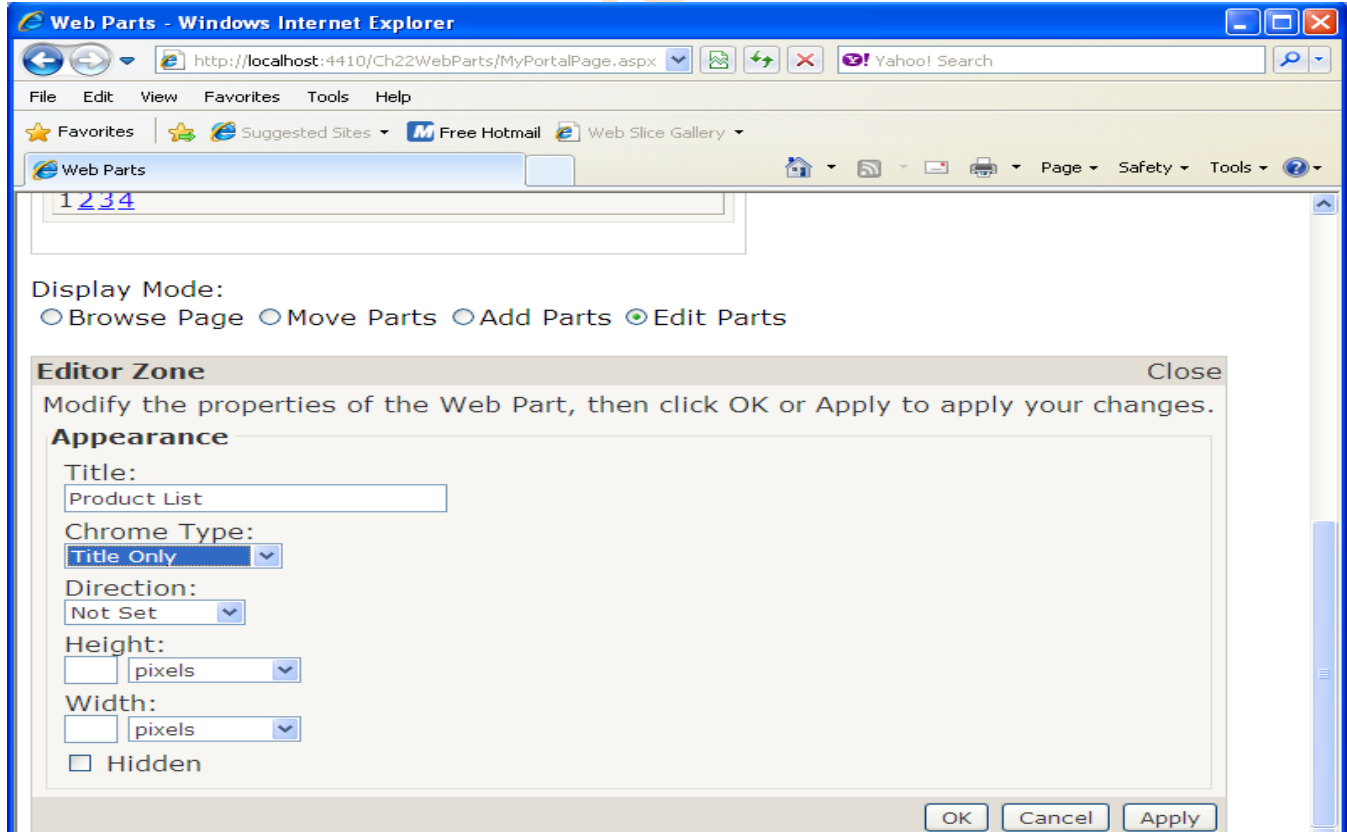 Web Parts - Windows Internet Explorer
http://localhost:4410/Ch22WebParts/MyPortalPage.aspx Yahoo! Search
File Edit View Favorites Tools Help
Favorites Suggested Sites Free Hotmail Web Slice Gallery
Web Parts Page Safety Tools
1 2 3 4
Display Mode:
Browse Page Move Parts Add Parts Edit Parts
Editor Zone Close
Modify the properties of the Web Part, then click OK or Apply to apply your changes.
Appearance
Title:
Product List
Chrome Type:
Title Only
Direction:
Not Set
Height:
pixels
Width:
pixels
Hidden
OK Cancel Apply